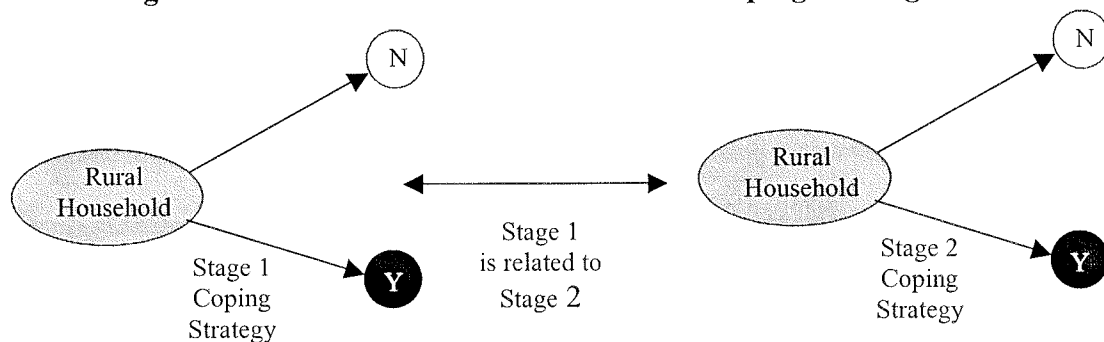 N
Rural
Household
Stage 1
Coping
Strategy
Y
Stage 1
is related to
Stage 2
N
Rural
Household
Stage 2
Coping
Strategy
Y